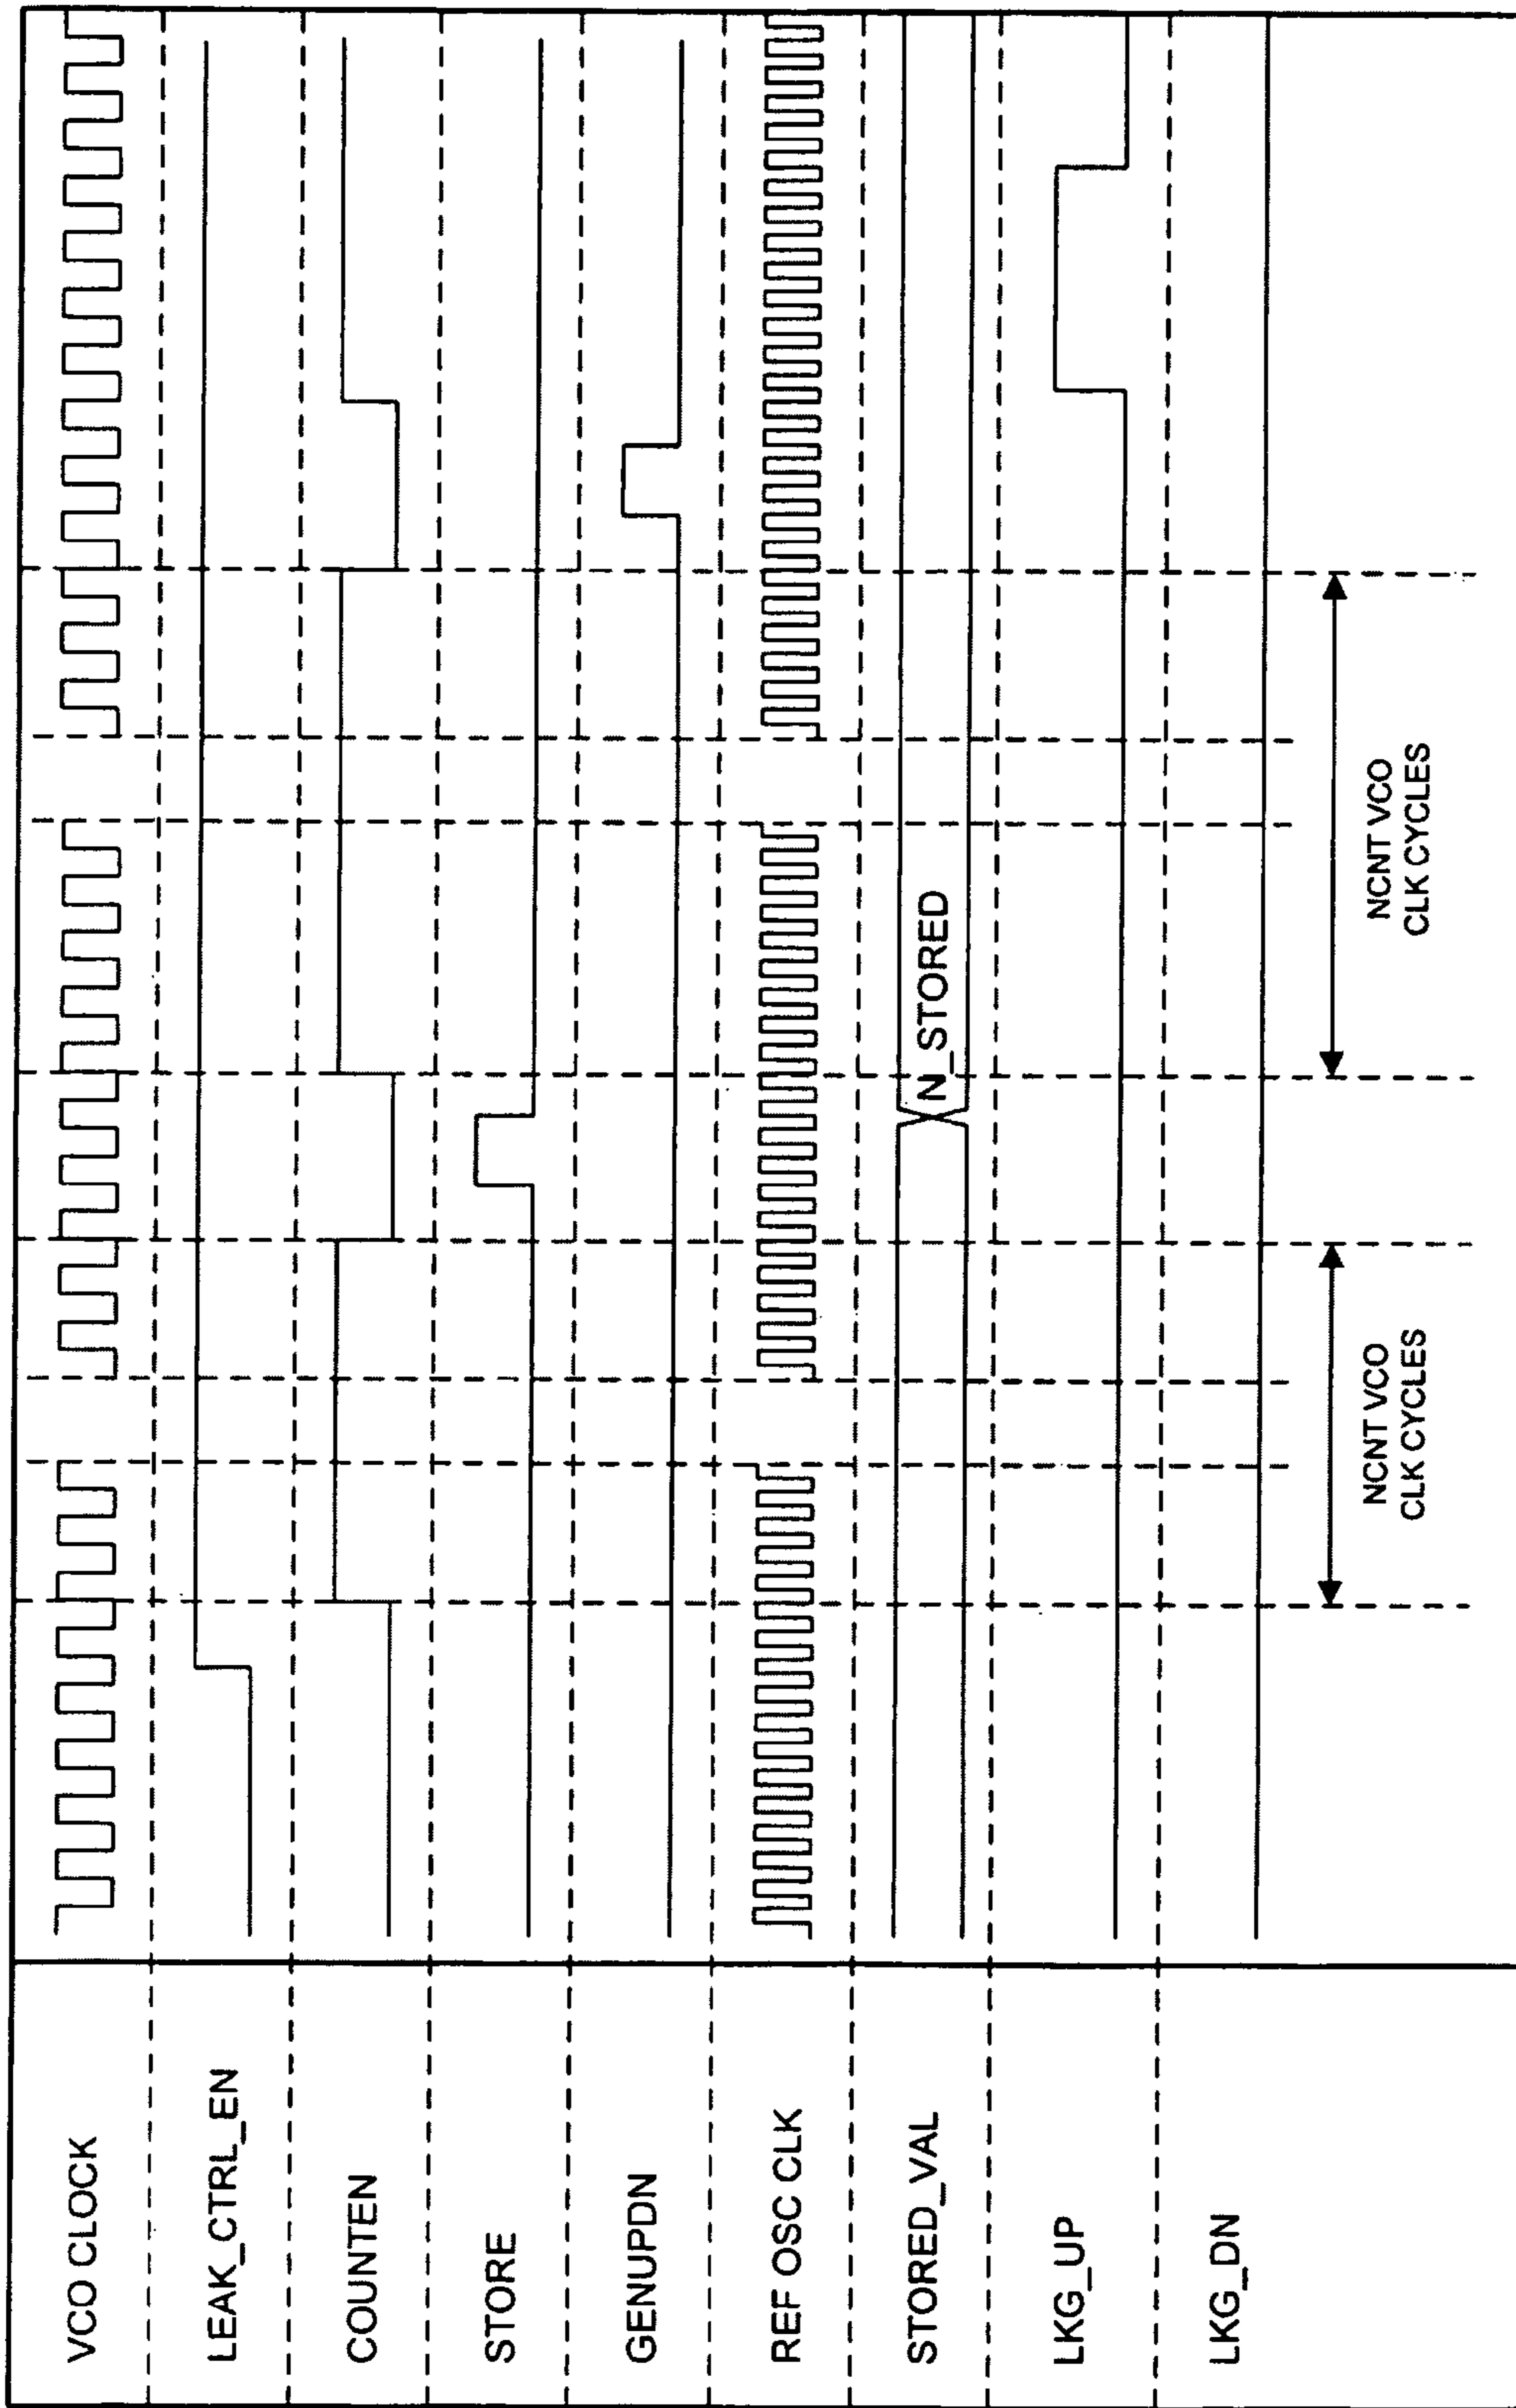 VCO CLOCK
LEAK_CTRL_EN
COUNTEN
STORE
GENUPDN
REF OSC CLK
STORED_VAL
N_STORED
LKG_UP
LKG_DN
NCNT VCO
CLK CYCLES
NCNT VCO
CLK CYCLES